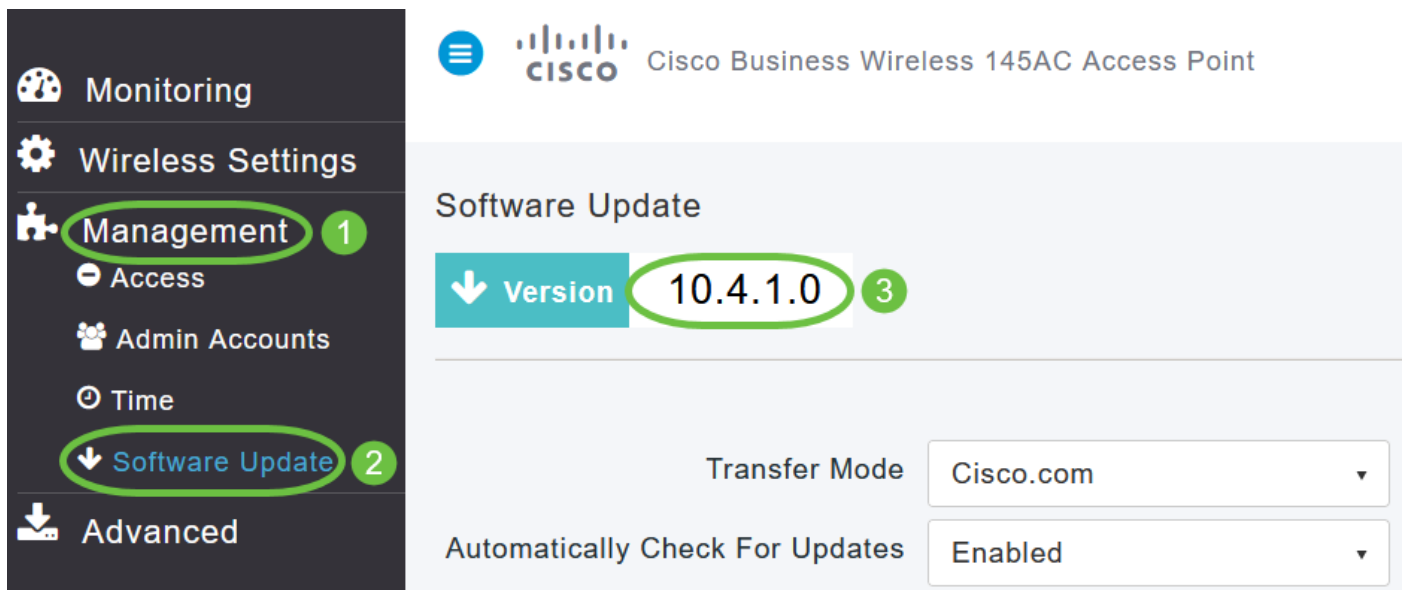 Monitoring
Wireless Settings
Management 1
Access
Admin Accounts
Time
Software Update 2
Advanced
CISCO Cisco Business Wireless 145AC Access Point
Software Update
Version 10.4.1.0 3
Transfer Mode Cisco.com
Automatically Check For Updates Enabled